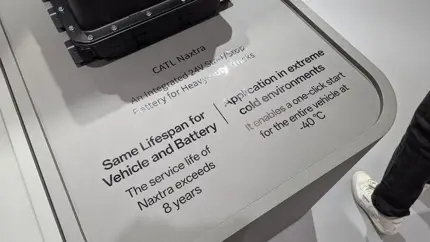 CATL Naxtra
An Integrated 24V Start/Stop
Battery for Heavy-Duty Trucks
Same Lifespan for
Vehicle and Battery
The service life of
Naxtra exceeds
8 years
Application in extreme
cold environments
It enables a one-click start
for the entire vehicle at
-40 °C